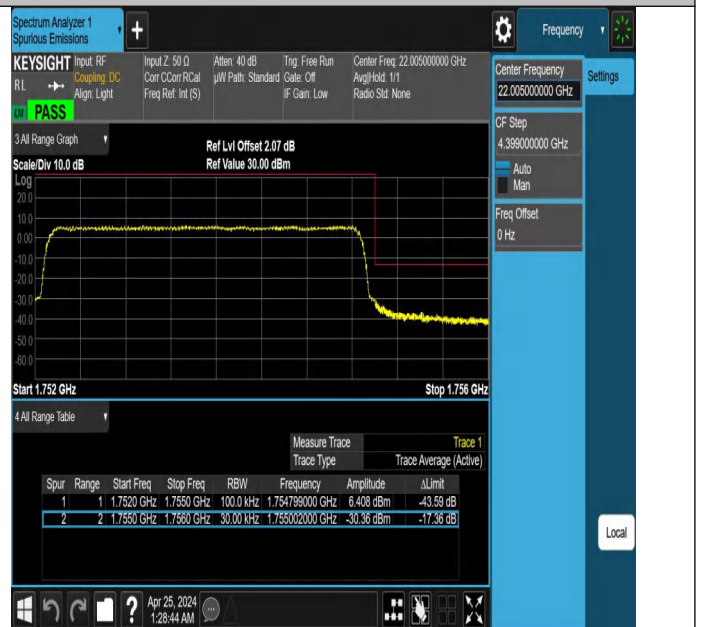 Spectrum Analyzer 1
Spurious Emissions
+
Frequency
KEYSIGHT Input: RF Input Z: 50 Ω Atten: 40 dB Trig: Free Run Center Freq: 22.005000000 GHz
RL Coupling: DC Corr CCorr RCal µW Path: Standard Gate: Off Avg|Hold: 1/1
Align: Light Freq Ref: Int (S) IF Gain: Low Radio Std: None
PASS
Center Frequency
22.005000000 GHz
Settings
CF Step
4.399000000 GHz
Auto
Man
Freq Offset
0 Hz
3 All Range Graph
Ref Lvl Offset 2.07 dB
Scale/Div 10.0 dB Ref Value 30.00 dBm
Log
20.0
10.0
0.00
-10.0
-20.0
-30.0
-40.0
-50.0
-60.0
Start 1.752 GHz Stop 1.756 GHz
4 All Range Table
Measure Trace Trace 1
Trace Type Trace Average (Active)
Spur Range Start Freq Stop Freq RBW Frequency Amplitude ΔLimit
1 1 1.7520 GHz 1.7550 GHz 100.0 kHz 1.754799000 GHz 6.408 dBm -43.59 dB
2 2 1.7550 GHz 1.7560 GHz 30.00 kHz 1.755002000 GHz -30.36 dBm -17.36 dB
Local
? Apr 25, 2024
1:28:44 AM